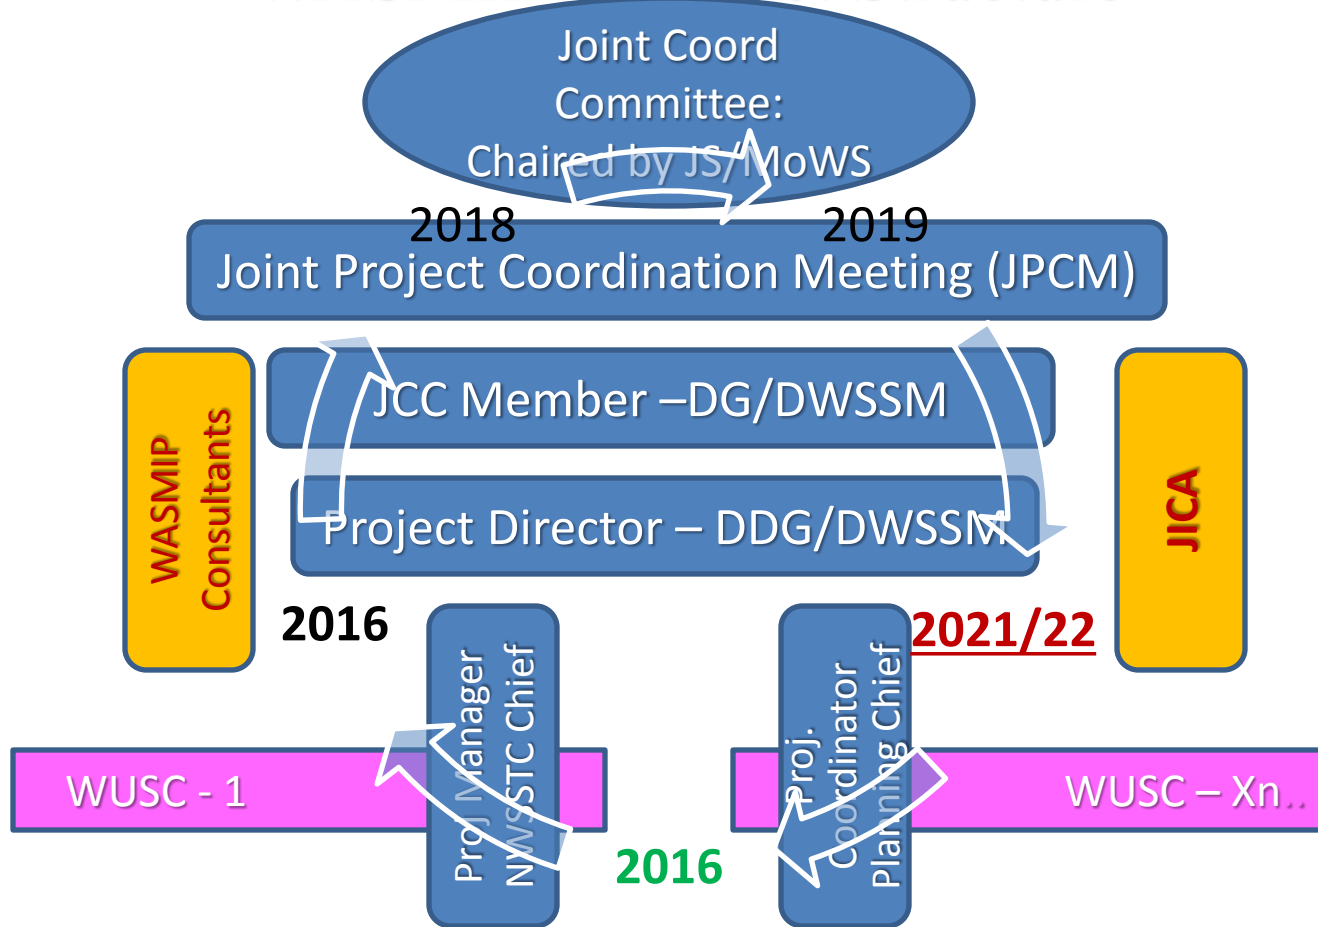 Joint Coord
Committee:
Chaired by JS/MoWS
2018
2019
Joint Project Coordination Meeting (JPCM)
JCC Member –DG/DWSSM
Project Director – DDG/DWSSM
WASMIP
Consultants
JICA
2016
2021/22
Proj Manager
NWSSTC Chief
Proj.
Coordinator
Planning Chief
WUSC - 1
WUSC – Xn..
2016